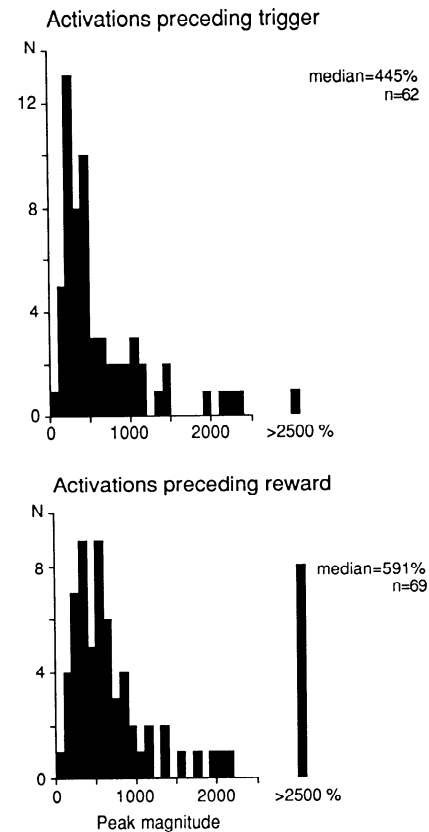 Activations preceding trigger
N
median=445%
n=62
12
8
4
0
0 1000 2000 >2500 %
Activations preceding reward
N
median=591%
n=69
8
4
0
0 1000 2000 >2500 %
Peak magnitude